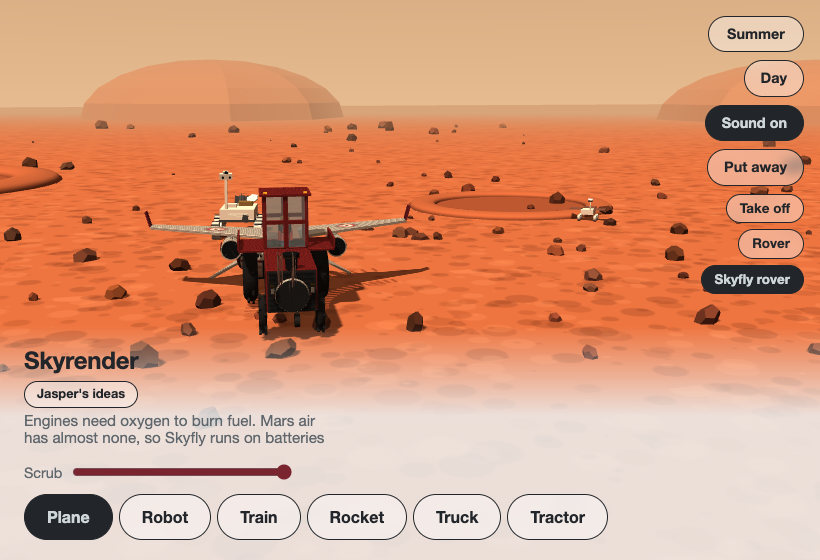 Summer
Day
Sound on
Put away
Take off
Rover
Skyfly rover
Skyrender
Jasper's ideas
Engines need oxygen to burn fuel. Mars air
has almost none, so Skyfly runs on batteries
Scrub
Plane
Robot
Train
Rocket
Truck
Tractor